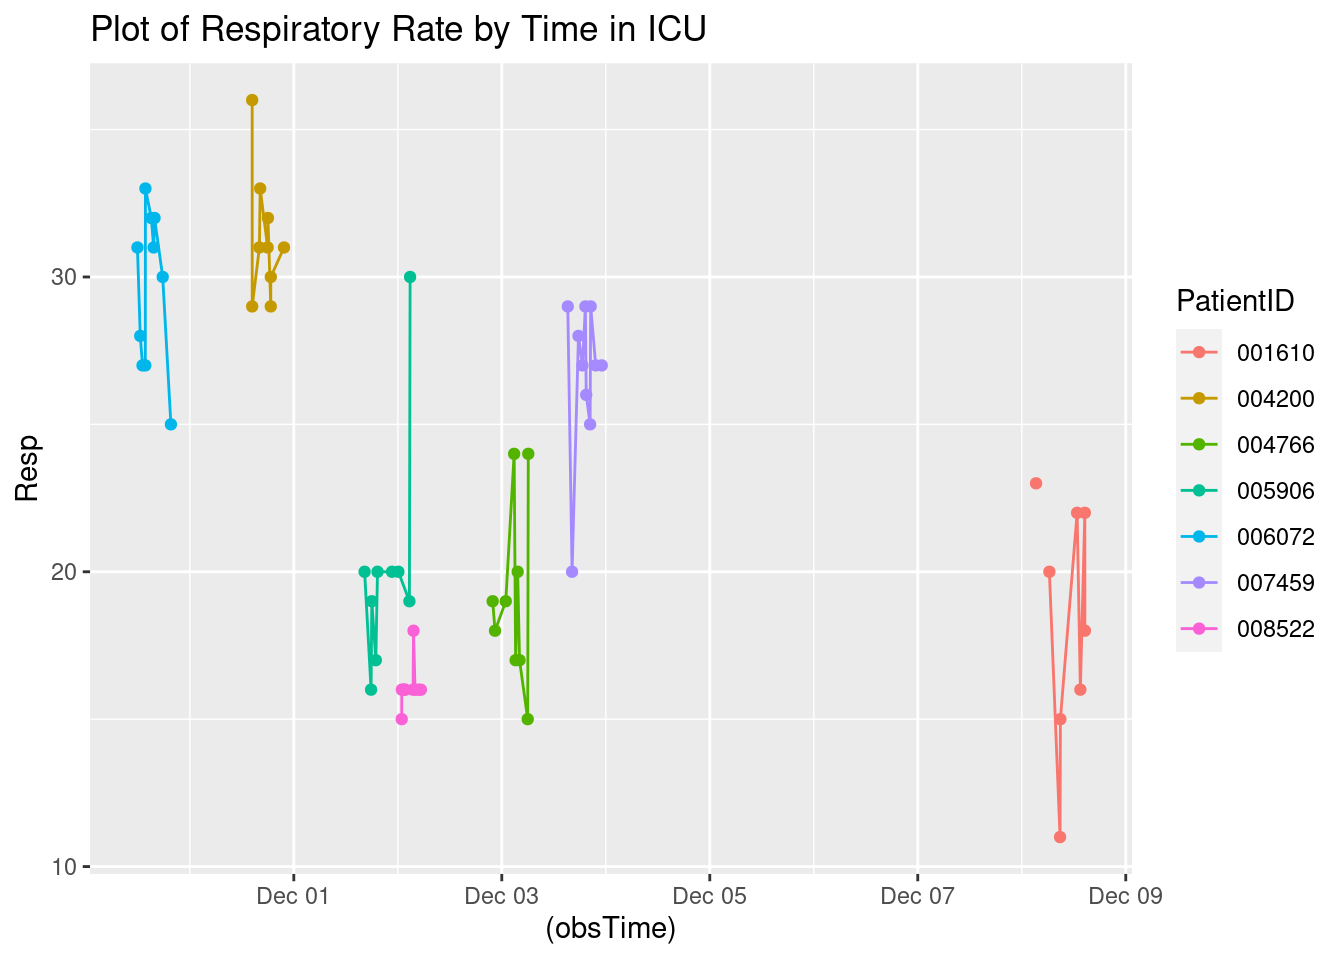 Plot of Respiratory Rate by Time in ICU
Resp
30
20
10
Dec 01
Dec 03
Dec 05
Dec 07
Dec 09
(obsTime)
PatientID
001610
004200
004766
005906
006072
007459
008522